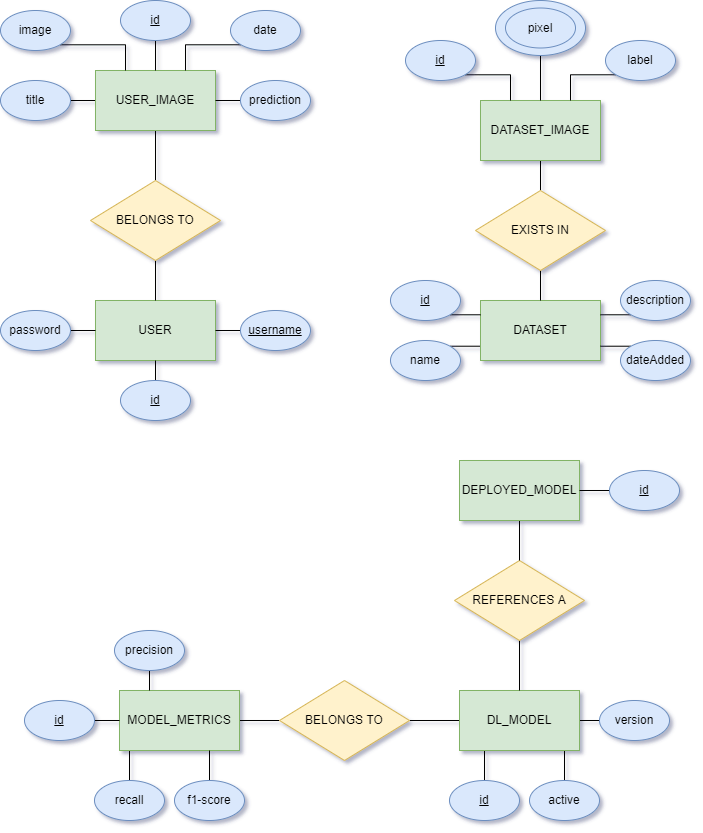 image
id
date
title
USER_IMAGE
prediction
BELONGS TO
password
USER
username
id
pixel
id
label
DATASET_IMAGE
EXISTS IN
id
description
DATASET
name
dateAdded
DEPLOYED_MODEL
id
REFERENCES A
precision
id
MODEL_METRICS
BELONGS TO
DL_MODEL
version
recall
f1-score
id
active